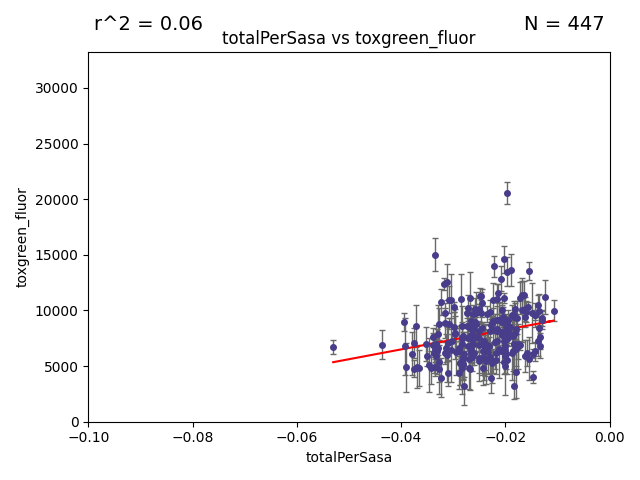 r^2 = 0.06
N = 447
totalPerSasa vs toxgreen_fluor
30000
25000
20000
15000
10000
5000
0
toxgreen_fluor
−0.10
−0.08
−0.06
−0.04
−0.02
0.00
totalPerSasa